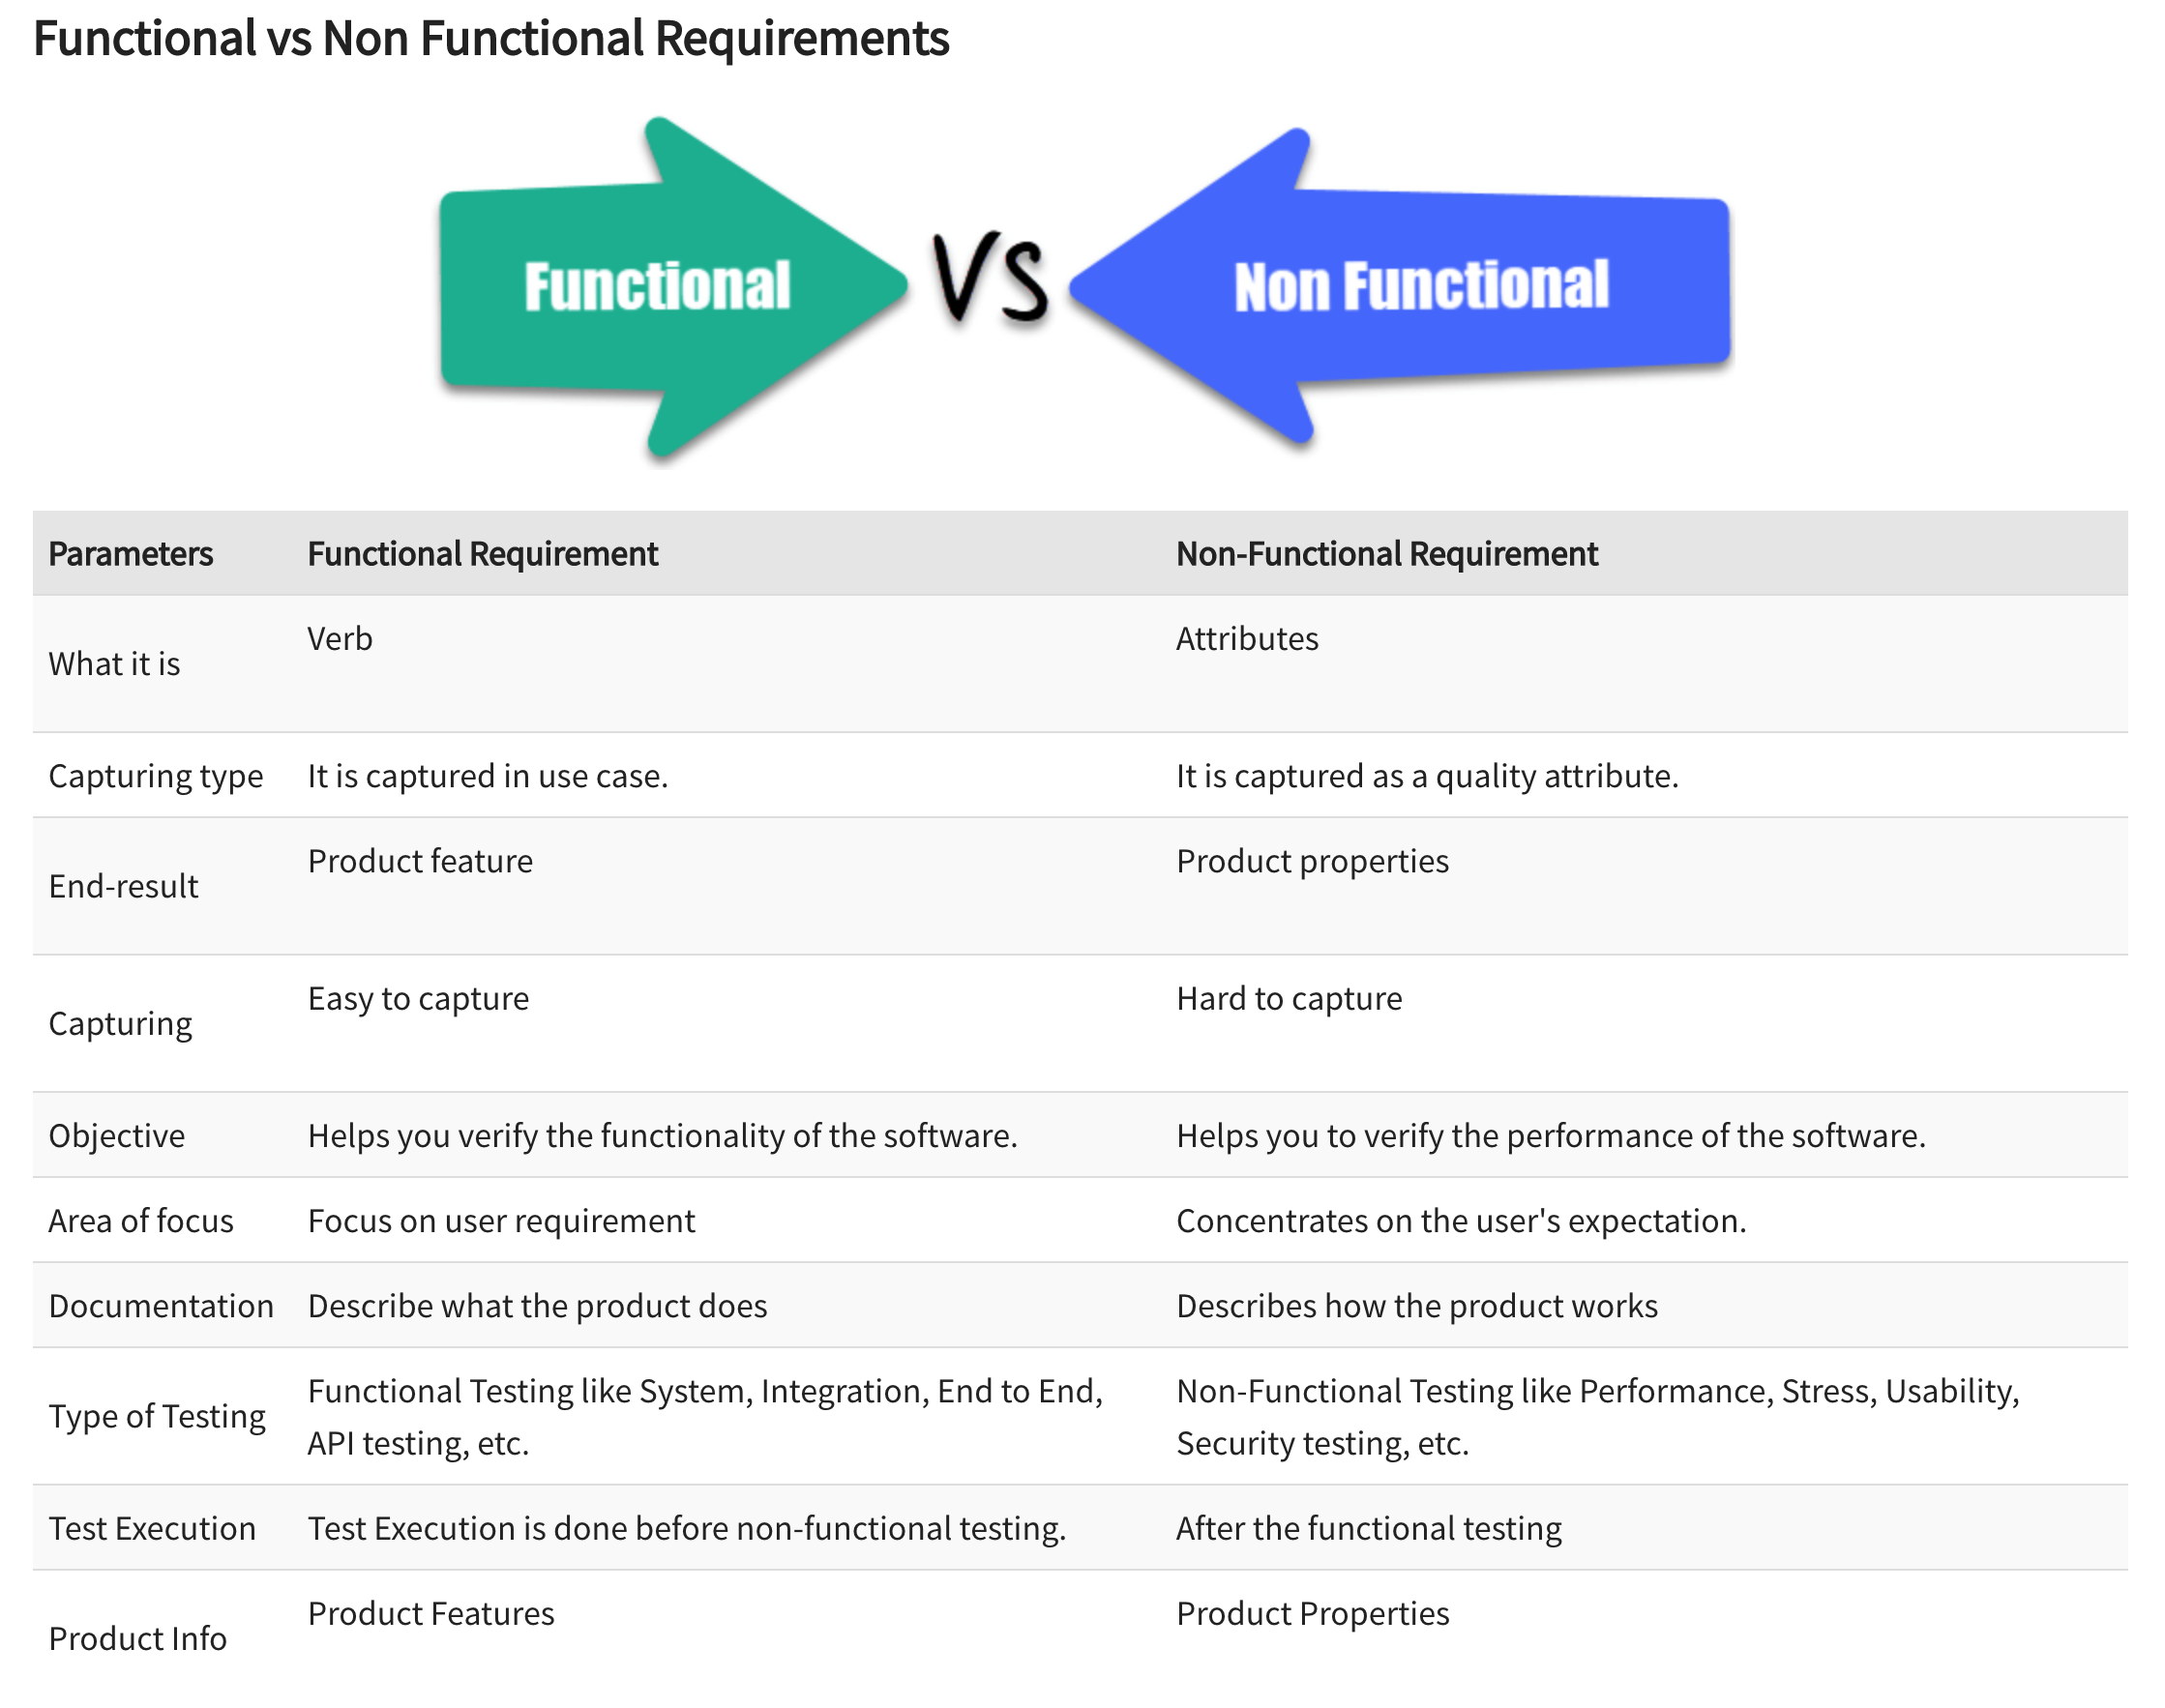 Functional vs Non Functional Requirements
Functional VS Non Functional
Parameters Functional Requirement Non-Functional Requirement
What it is Verb Attributes
Capturing type It is captured in use case. It is captured as a quality attribute.
End-result Product feature Product properties
Capturing Easy to capture Hard to capture
Objective Helps you verify the functionality of the software. Helps you to verify the performance of the software.
Area of focus Focus on user requirement Concentrates on the user's expectation.
Documentation Describe what the product does Describes how the product works
Type of Testing Functional Testing like System, Integration, End to End, Non-Functional Testing like Performance, Stress, Usability,
API testing, etc. Security testing, etc.
Test Execution Test Execution is done before non-functional testing. After the functional testing
Product Info Product Features Product Properties